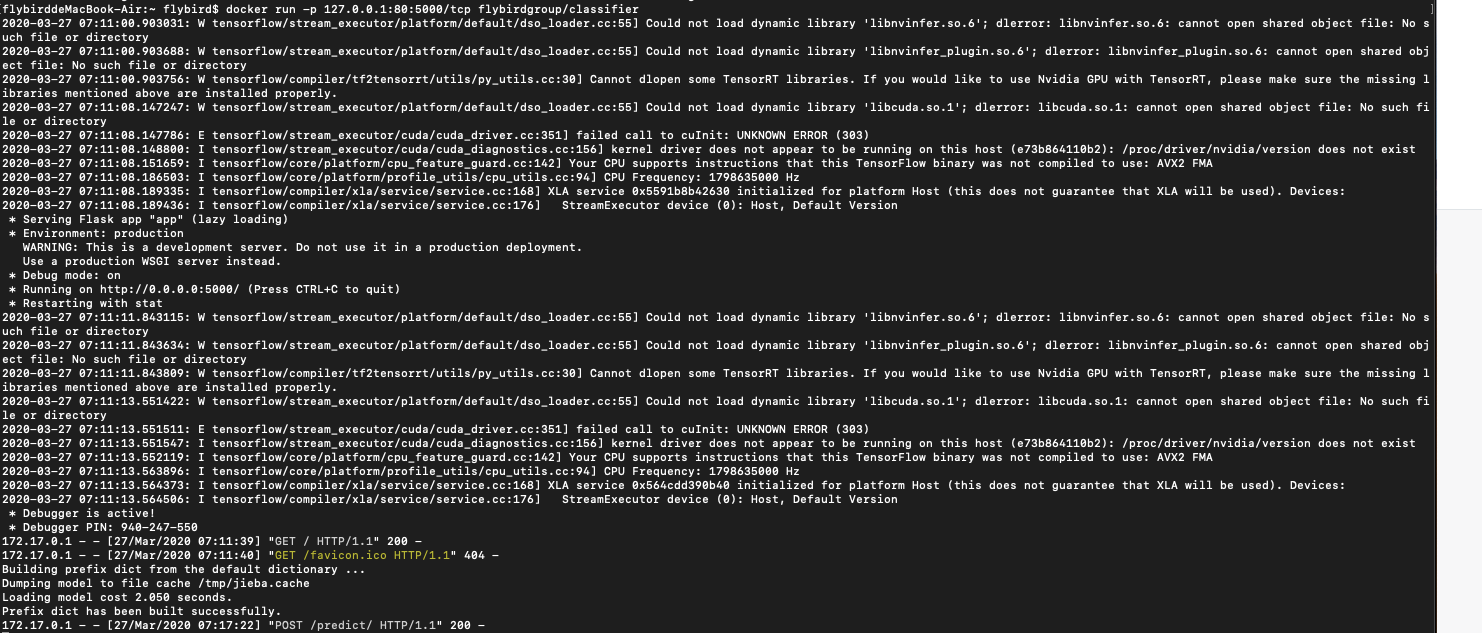 [flybirddeMacBook-Air:~ flybird$ docker run -p 127.0.0.1:80:5000/tcp flybirdgroup/classifier ]
2020-03-27 07:11:00.903031: W tensorflow/stream_executor/platform/default/dso_loader.cc:55] Could not load dynamic library 'libnvinfer.so.6'; dlerror: libnvinfer.so.6: cannot open shared object file: No s
uch file or directory
2020-03-27 07:11:00.903688: W tensorflow/stream_executor/platform/default/dso_loader.cc:55] Could not load dynamic library 'libnvinfer_plugin.so.6'; dlerror: libnvinfer_plugin.so.6: cannot open shared obj
ect file: No such file or directory
2020-03-27 07:11:00.903756: W tensorflow/compiler/tf2tensorrt/utils/py_utils.cc:30] Cannot dlopen some TensorRT libraries. If you would like to use Nvidia GPU with TensorRT, please make sure the missing l
ibraries mentioned above are installed properly.
2020-03-27 07:11:08.147247: W tensorflow/stream_executor/platform/default/dso_loader.cc:55] Could not load dynamic library 'libcuda.so.1'; dlerror: libcuda.so.1: cannot open shared object file: No such fi
le or directory
2020-03-27 07:11:08.147786: E tensorflow/stream_executor/cuda/cuda_driver.cc:351] failed call to cuInit: UNKNOWN ERROR (303)
2020-03-27 07:11:08.148800: I tensorflow/stream_executor/cuda/cuda_diagnostics.cc:156] kernel driver does not appear to be running on this host (e73b864110b2): /proc/driver/nvidia/version does not exist
2020-03-27 07:11:08.151659: I tensorflow/core/platform/cpu_feature_guard.cc:142] Your CPU supports instructions that this TensorFlow binary was not compiled to use: AVX2 FMA
2020-03-27 07:11:08.186503: I tensorflow/core/platform/profile_utils/cpu_utils.cc:94] CPU Frequency: 1798635000 Hz
2020-03-27 07:11:08.189335: I tensorflow/compiler/xla/service/service.cc:168] XLA service 0x5591b8b42630 initialized for platform Host (this does not guarantee that XLA will be used). Devices:
2020-03-27 07:11:08.189436: I tensorflow/compiler/xla/service/service.cc:176]   StreamExecutor device (0): Host, Default Version
 * Serving Flask app "app" (lazy loading)
 * Environment: production
   WARNING: This is a development server. Do not use it in a production deployment.
   Use a production WSGI server instead.
 * Debug mode: on
 * Running on http://0.0.0.0:5000/ (Press CTRL+C to quit)
 * Restarting with stat
2020-03-27 07:11:11.843115: W tensorflow/stream_executor/platform/default/dso_loader.cc:55] Could not load dynamic library 'libnvinfer.so.6'; dlerror: libnvinfer.so.6: cannot open shared object file: No s
uch file or directory
2020-03-27 07:11:11.843634: W tensorflow/stream_executor/platform/default/dso_loader.cc:55] Could not load dynamic library 'libnvinfer_plugin.so.6'; dlerror: libnvinfer_plugin.so.6: cannot open shared obj
ect file: No such file or directory
2020-03-27 07:11:11.843809: W tensorflow/compiler/tf2tensorrt/utils/py_utils.cc:30] Cannot dlopen some TensorRT libraries. If you would like to use Nvidia GPU with TensorRT, please make sure the missing l
ibraries mentioned above are installed properly.
2020-03-27 07:11:13.551422: W tensorflow/stream_executor/platform/default/dso_loader.cc:55] Could not load dynamic library 'libcuda.so.1'; dlerror: libcuda.so.1: cannot open shared object file: No such fi
le or directory
2020-03-27 07:11:13.551511: E tensorflow/stream_executor/cuda/cuda_driver.cc:351] failed call to cuInit: UNKNOWN ERROR (303)
2020-03-27 07:11:13.551547: I tensorflow/stream_executor/cuda/cuda_diagnostics.cc:156] kernel driver does not appear to be running on this host (e73b864110b2): /proc/driver/nvidia/version does not exist
2020-03-27 07:11:13.552119: I tensorflow/core/platform/cpu_feature_guard.cc:142] Your CPU supports instructions that this TensorFlow binary was not compiled to use: AVX2 FMA
2020-03-27 07:11:13.563896: I tensorflow/core/platform/profile_utils/cpu_utils.cc:94] CPU Frequency: 1798635000 Hz
2020-03-27 07:11:13.564373: I tensorflow/compiler/xla/service/service.cc:168] XLA service 0x564cdd390b40 initialized for platform Host (this does not guarantee that XLA will be used). Devices:
2020-03-27 07:11:13.564506: I tensorflow/compiler/xla/service/service.cc:176]   StreamExecutor device (0): Host, Default Version
 * Debugger is active!
 * Debugger PIN: 940-247-550
172.17.0.1 - - [27/Mar/2020 07:11:39] "GET / HTTP/1.1" 200 -
172.17.0.1 - - [27/Mar/2020 07:11:40] "GET /favicon.ico HTTP/1.1" 404 -
Building prefix dict from the default dictionary ...
Dumping model to file cache /tmp/jieba.cache
Loading model cost 2.050 seconds.
Prefix dict has been built successfully.
172.17.0.1 - - [27/Mar/2020 07:17:22] "POST /predict/ HTTP/1.1" 200 -